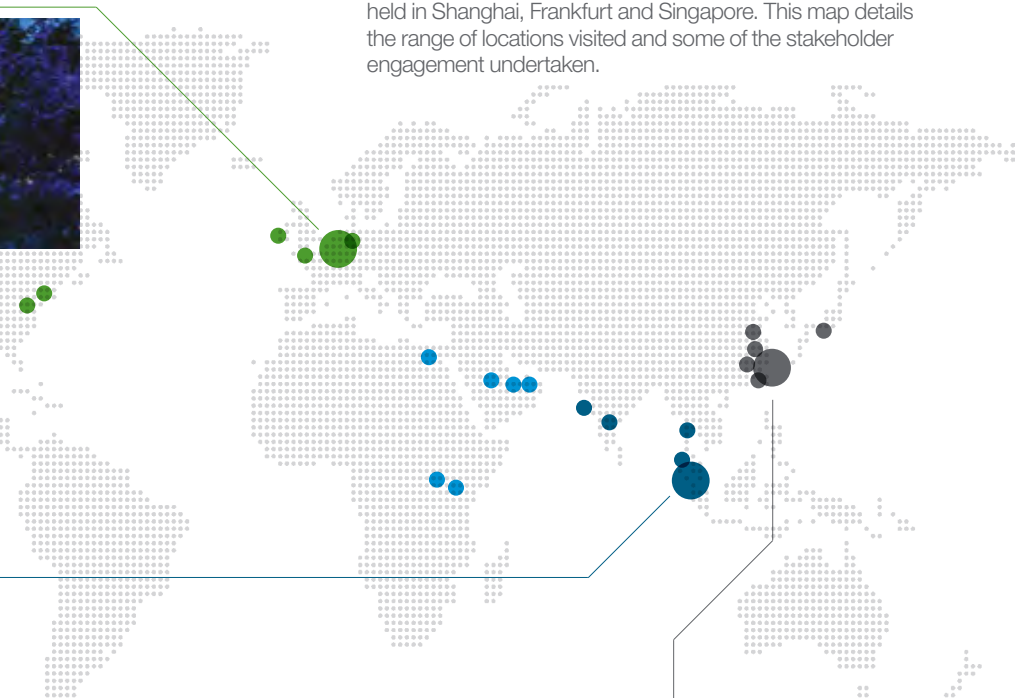 held in Shanghai, Frankfurt and Singapore. This map details
the range of locations visited and some of the stakeholder
engagement undertaken.